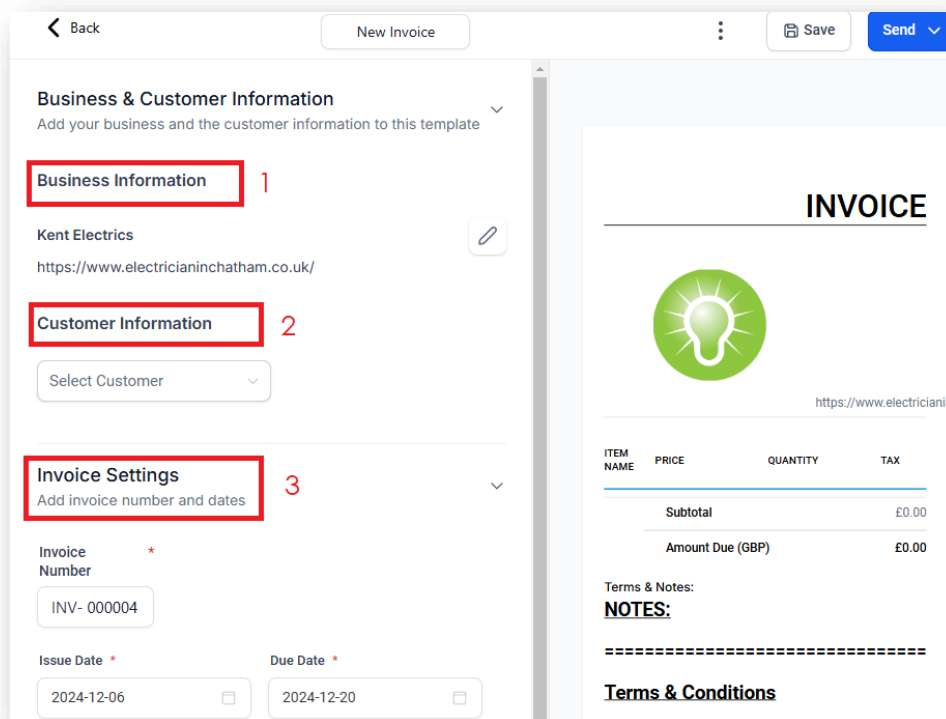 Back
New Invoice
Save
Send
Business & Customer Information
Add your business and the customer information to this template
Business Information
1
Kent Electrics
https://www.electricianinchatham.co.uk/
Customer Information
2
Select Customer
Invoice Settings
Add invoice number and dates
3
Invoice
Number
*
INV- 000004
Issue Date *
Due Date *
2024-12-06
2024-12-20
INVOICE
https://www.electriciani
ITEM
NAME
PRICE
QUANTITY
TAX
Subtotal
£0.00
Amount Due (GBP)
£0.00
Terms & Notes:
NOTES:
================================
Terms & Conditions